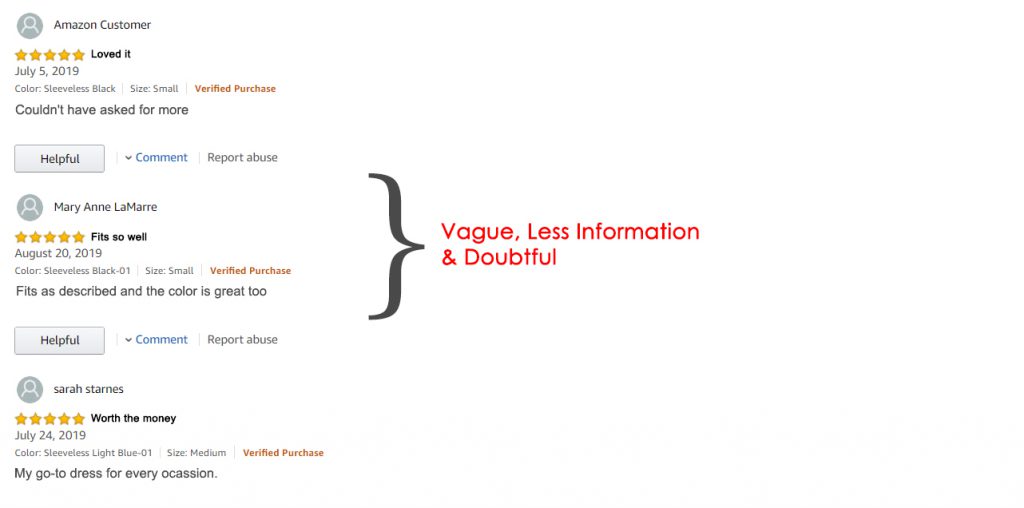 Amazon Customer
Loved it
July 5, 2019
Color: Sleeveless Black Size: Small Verified Purchase
Couldn't have asked for more
Helpful Comment Report abuse
Mary Anne LaMarre
Fits so well
August 20, 2019
Color: Sleeveless Black-01 Size: Small Verified Purchase
Fits as described and the color is great too
Vague, Less Information
& Doubtful
Helpful Comment Report abuse
sarah starnes
Worth the money
July 24, 2019
Color: Sleeveless Light Blue-01 Size: Medium Verified Purchase
My go-to dress for every ocassion.